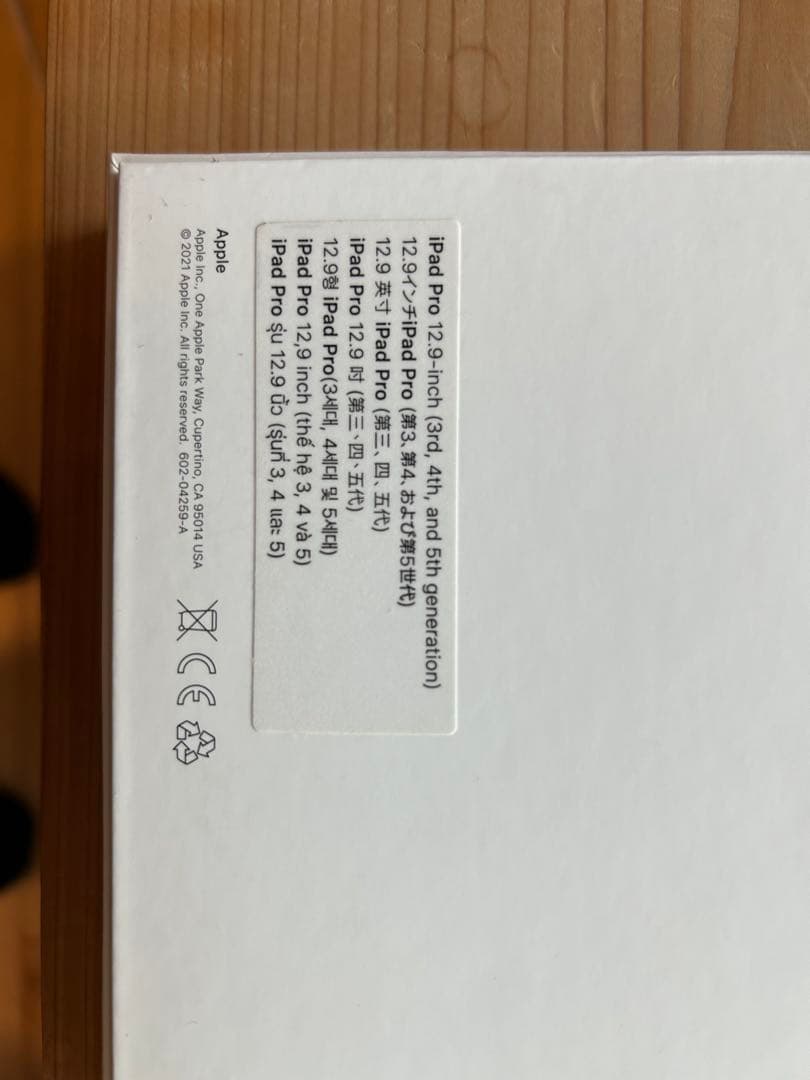 iPad Pro 12.9-inch (3rd, 4th, and 5th generation)
12.9インチiPad Pro (第3、第4、および第5世代)
12.9 英寸 iPad Pro (第三、四、五代)
iPad Pro 12.9 吋 (第三、四、五代)
12.9형 iPad Pro(3세대, 4세대 및 5세대)
iPad Pro 12,9 inch (thế hệ 3, 4 và 5)
iPad Pro รุ่น 12.9 นิ้ว (รุ่นที่ 3, 4 และ 5)
Apple
Apple Inc., One Apple Park Way, Cupertino, CA 95014 USA
© 2021 Apple Inc. All rights reserved. 602-04259-A
CE